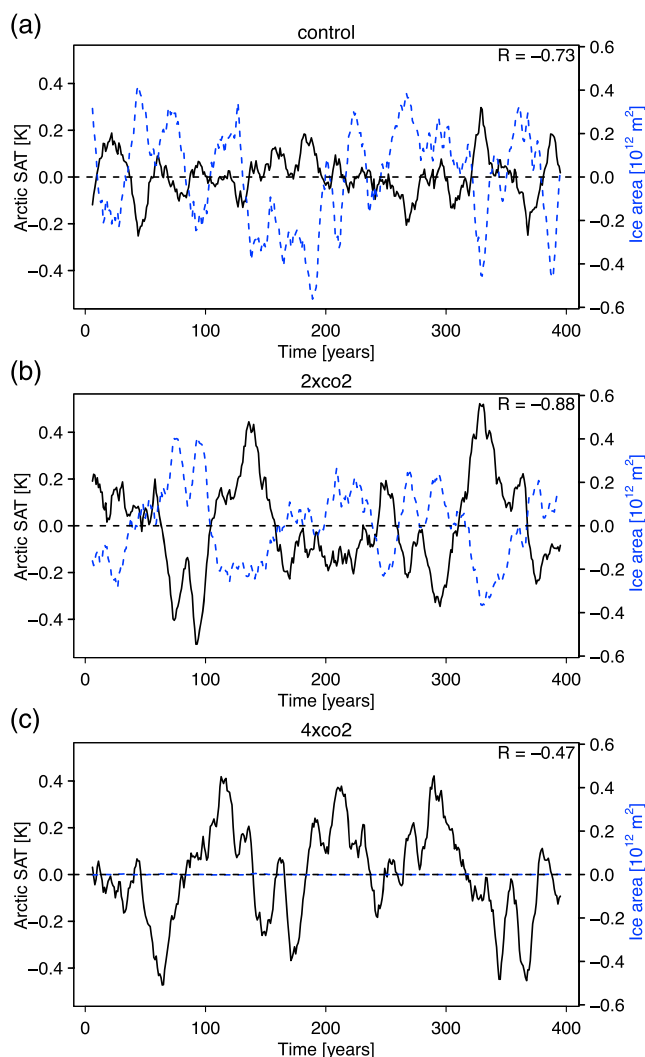 (a)
control
R = −0.73
Arctic SAT [K]
0.4
0.2
0.0
−0.2
−0.4
0.6
0.4
0.2
0.0
−0.2
−0.4
−0.6
Ice area [10¹² m²]
0
100
200
300
400
Time [years]
(b)
2xco2
R = −0.88
Arctic SAT [K]
0.4
0.2
0.0
−0.2
−0.4
0.6
0.4
0.2
0.0
−0.2
−0.4
−0.6
Ice area [10¹² m²]
0
100
200
300
400
Time [years]
(c)
4xco2
R = −0.47
Arctic SAT [K]
0.4
0.2
0.0
−0.2
−0.4
0.6
0.4
0.2
0.0
−0.2
−0.4
−0.6
Ice area [10¹² m²]
0
100
200
300
400
Time [years]